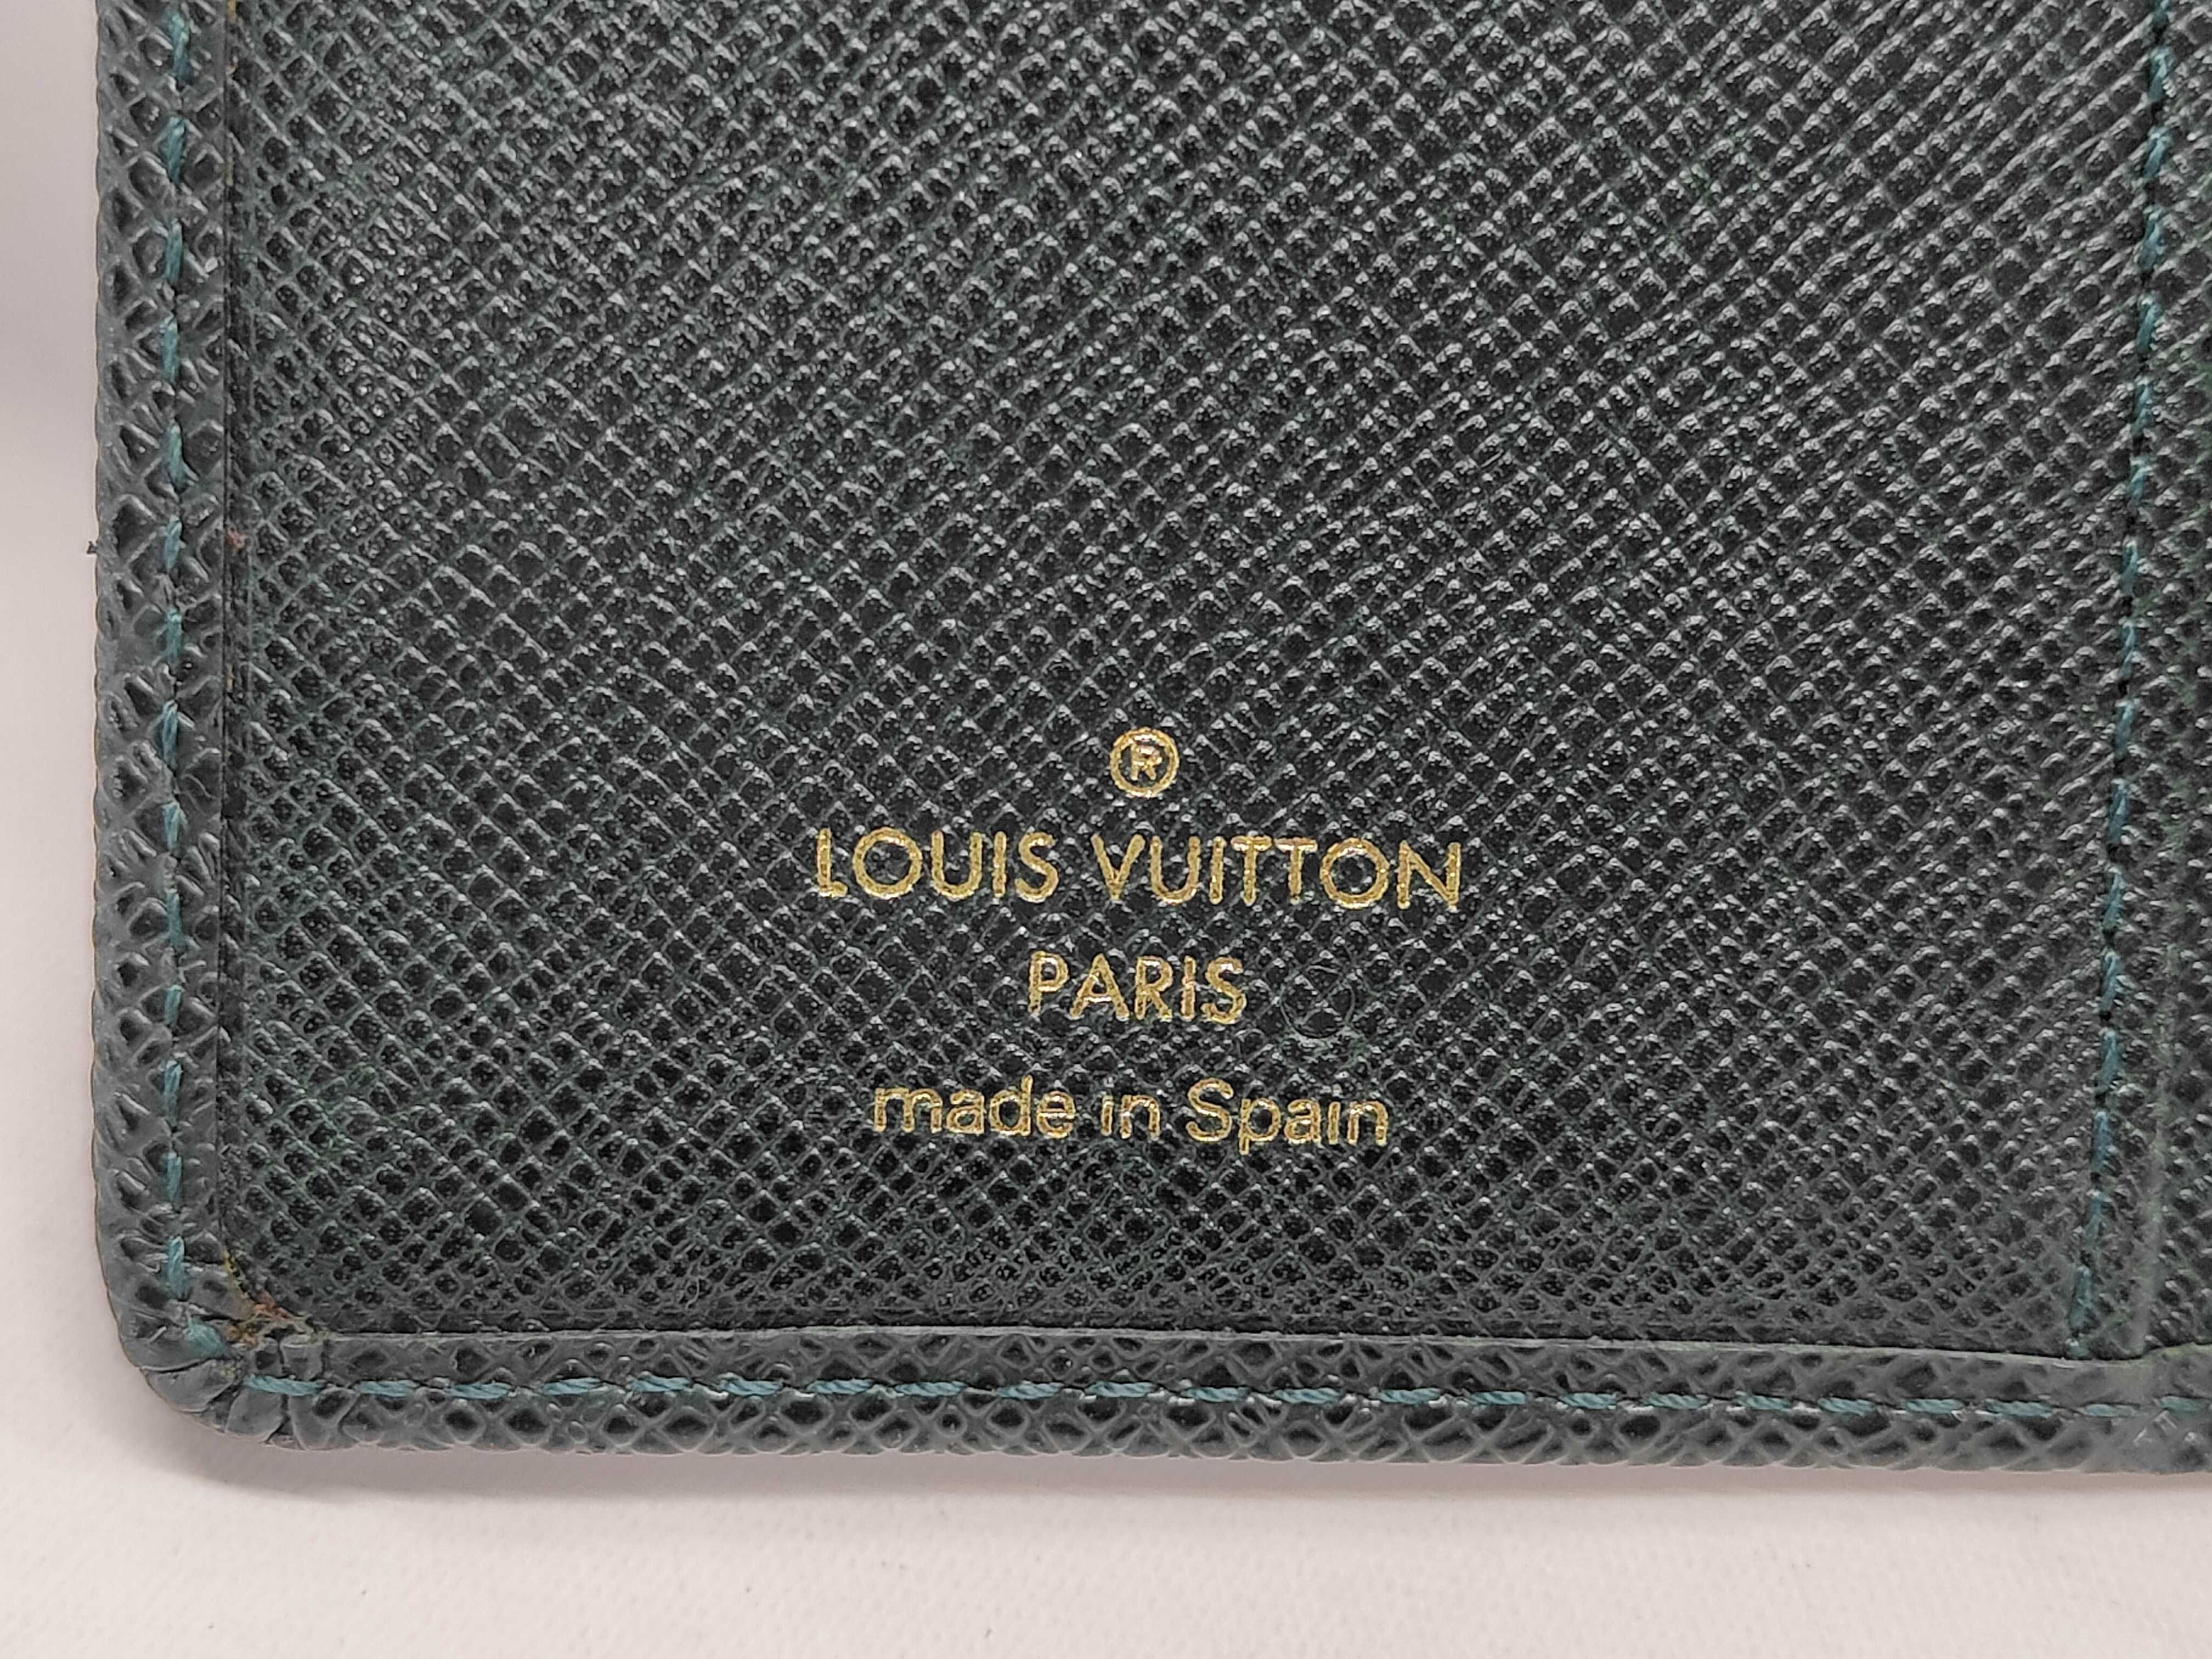 ®
LOUIS VUITTON
PARIS
made in Spain